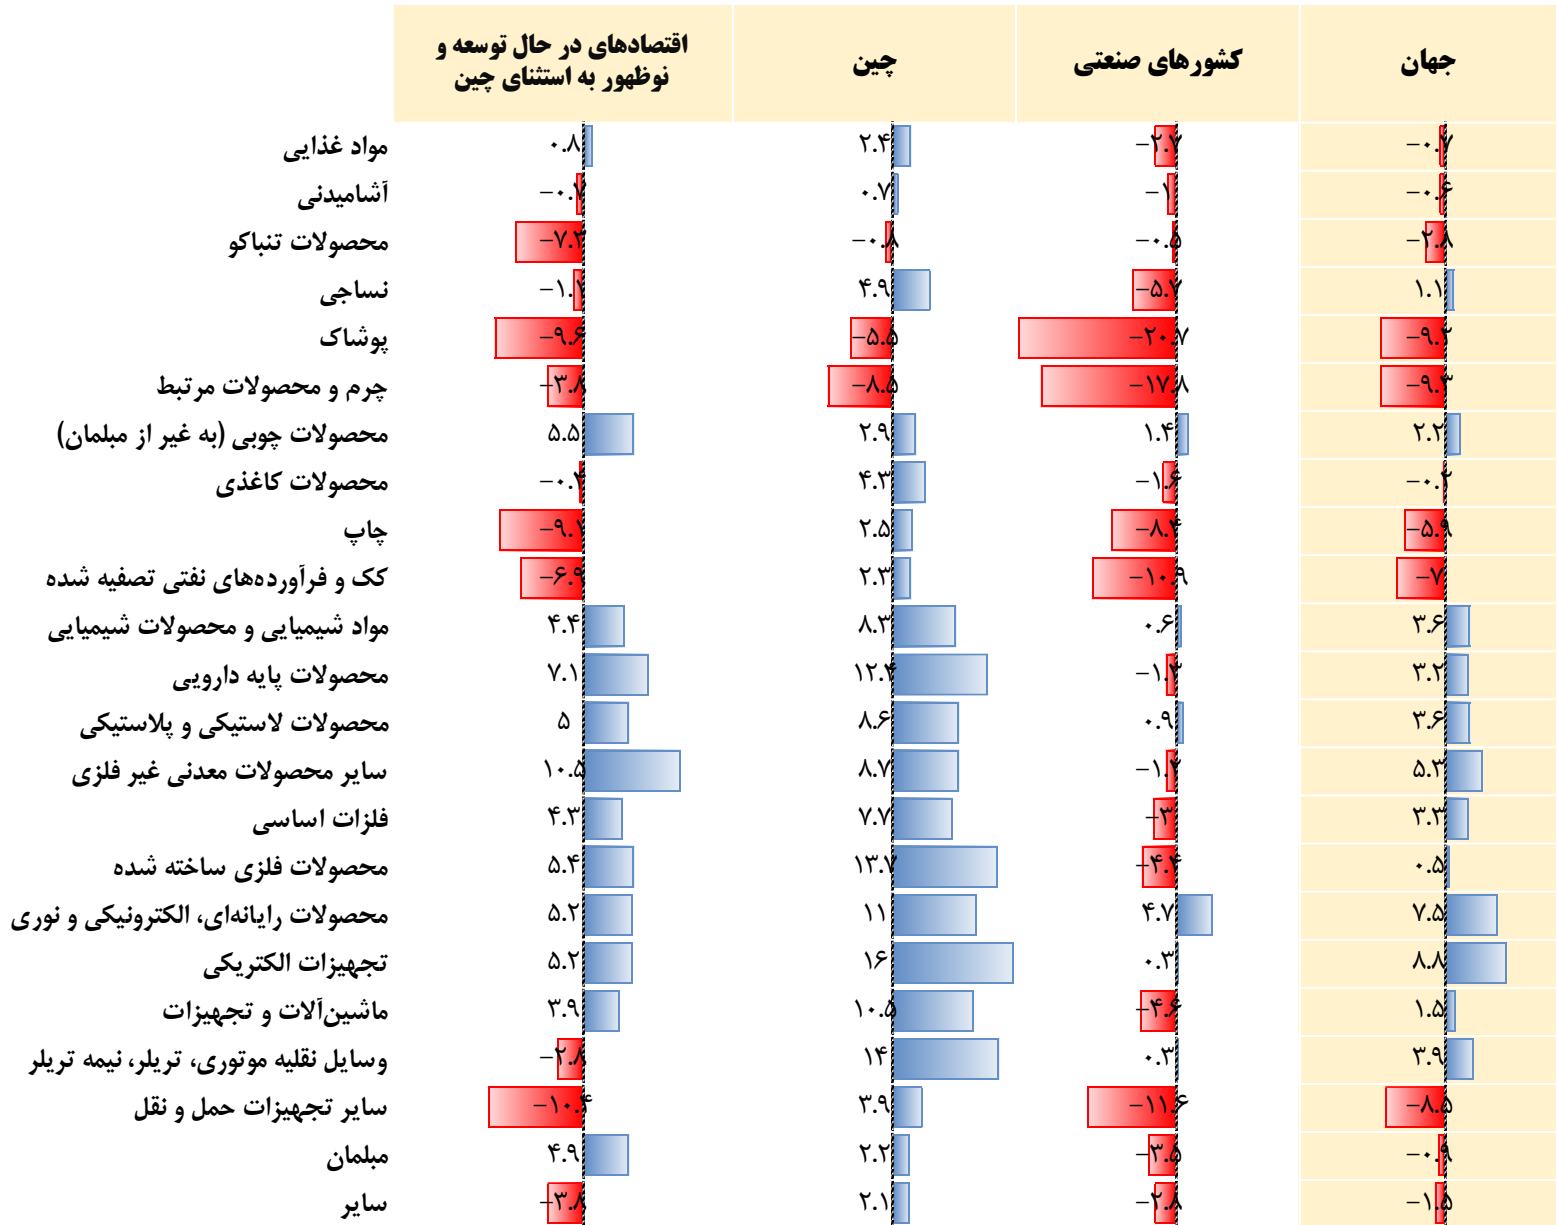 جهان کشورهای صنعتی چین اقتصادهای در حال توسعه و
نوظهور به استثنای چین
-۰.۷ -۲.۷ ۲.۴ ۰.۸ مواد غذایی
-۰.۶ -۱ ۰.۷ -۰.۷ آشامیدنی
-۲.۸ -۰.۵ -۰.۸ -۷.۳ محصولات تنباکو
۱.۱ -۵.۷ ۴.۹ -۱.۱ نساجی
-۹.۲ -۲۰.۷ -۵.۵ -۹.۶ پوشاک
-۹.۳ -۱۷.۸ -۸.۵ -۳.۸ چرم و محصولات مرتبط
۲.۲ ۱.۴ ۲.۹ ۵.۵ محصولات چوبی (به غیر از مبلمان)
-۰.۲ -۱.۶ ۴.۳ -۰.۴ محصولات کاغذی
-۵.۹ -۸.۴ ۲.۵ -۹.۱ چاپ
-۷ -۱۰.۹ ۲.۳ -۶.۹ کک و فرآورده‌های نفتی تصفیه شده
۳.۶ ۰.۶ ۸.۳ ۴.۴ مواد شیمیایی و محصولات شیمیایی
۳.۲ -۱.۳ ۱۲.۴ ۷.۱ محصولات پایه دارویی
۳.۶ ۰.۹ ۸.۶ ۵ محصولات لاستیکی و پلاستیکی
۵.۳ -۱.۲ ۸.۷ ۱۰.۵ سایر محصولات معدنی غیر فلزی
۳.۳ -۳ ۷.۷ ۴.۳ فلزات اساسی
۰.۵ -۴.۴ ۱۳.۷ ۵.۴ محصولات فلزی ساخته شده
۷.۵ ۴.۷ ۱۱ ۵.۲ محصولات رایانه‌ای، الکترونیکی و نوری
۸.۸ ۰.۳ ۱۶ ۵.۲ تجهیزات الکتریکی
۱.۵ -۴.۶ ۱۰.۵ ۳.۹ ماشین‌آلات و تجهیزات
۳.۹ ۰.۳ ۱۴ -۲.۸ وسایل نقلیه موتوری، تریلر، نیمه تریلر
-۸.۵ -۱۱.۶ ۳.۹ -۱۰.۴ سایر تجهیزات حمل و نقل
-۰.۹ -۳.۵ ۲.۲ ۴.۹ مبلمان
-۱.۵ -۲.۸ ۲.۱ -۳.۸ سایر